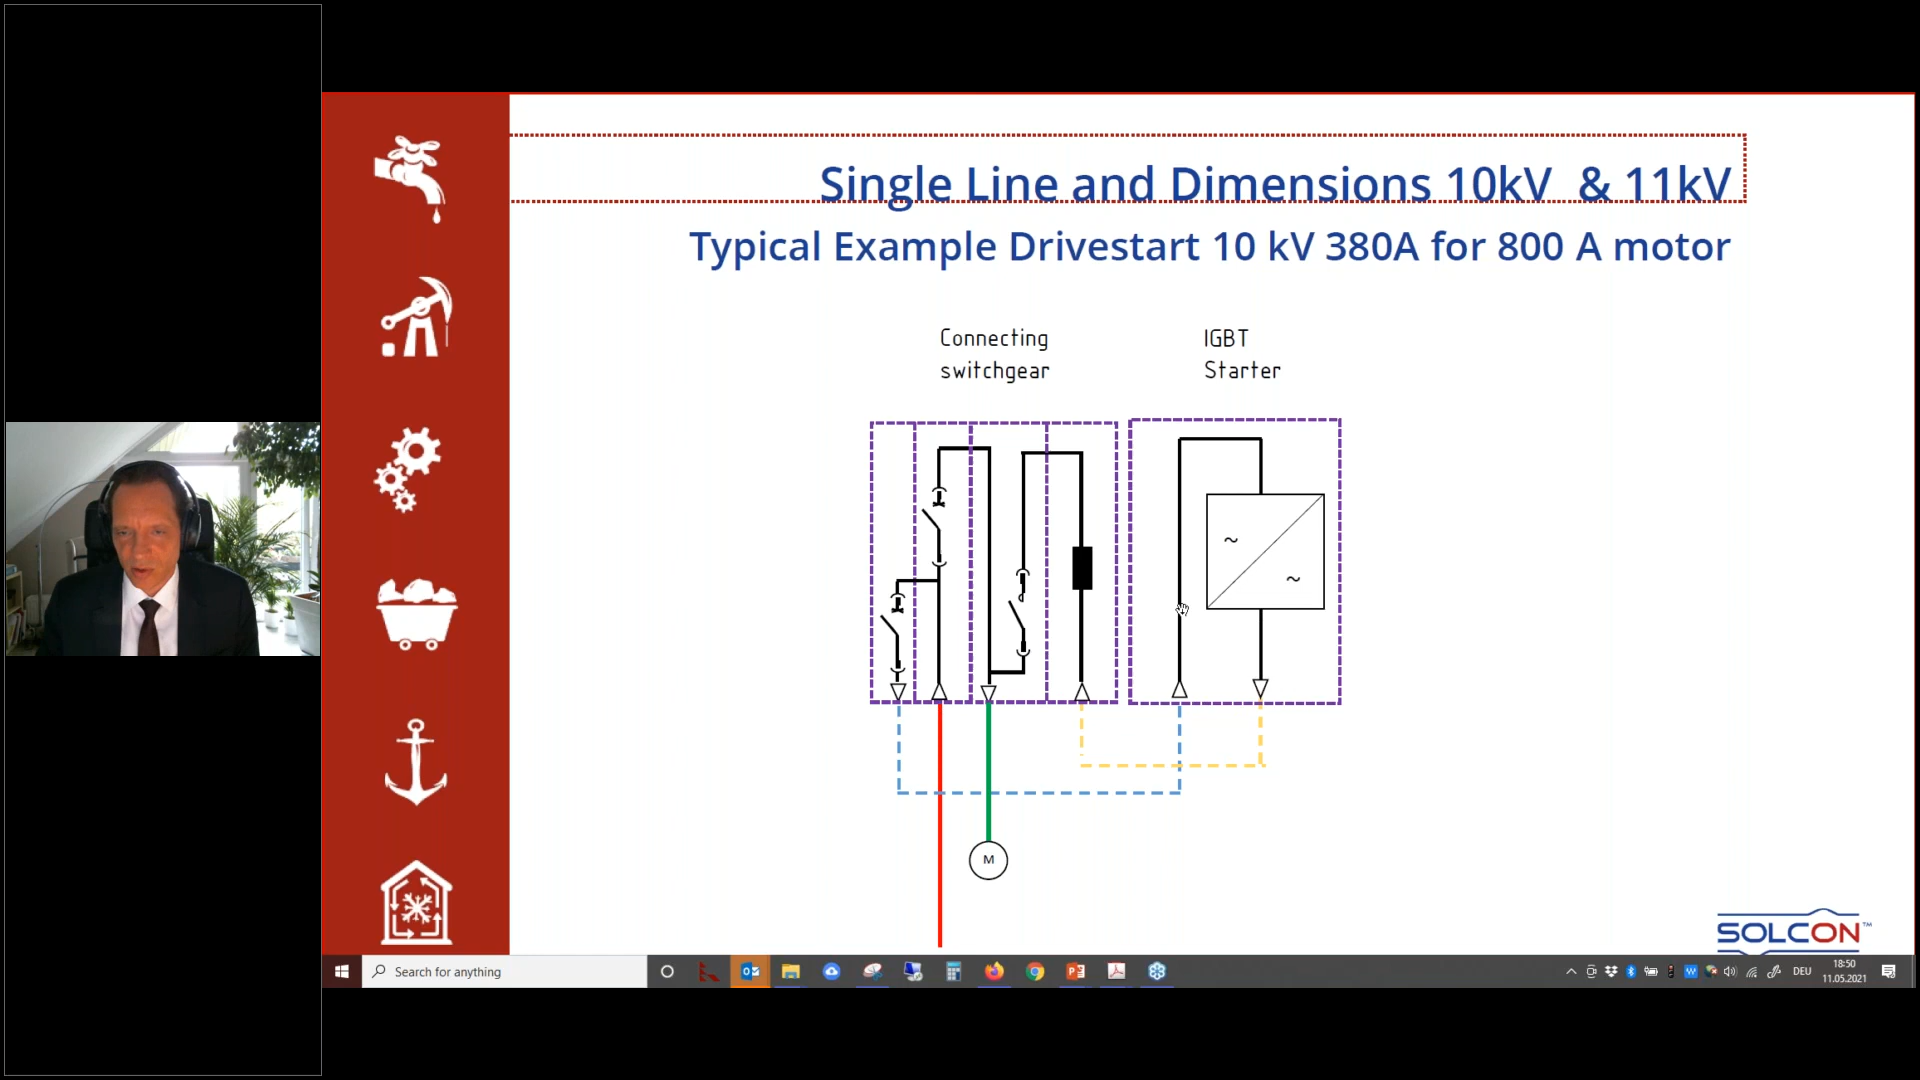 Single Line and Dimensions 10kV & 11kV
Typical Example Drivestart 10 kV 380A for 800 A motor
Connecting
switchgear
IGBT
Starter
~
~
M
SOLCON™
Search for anything
DEU
18:50
11.05.2021